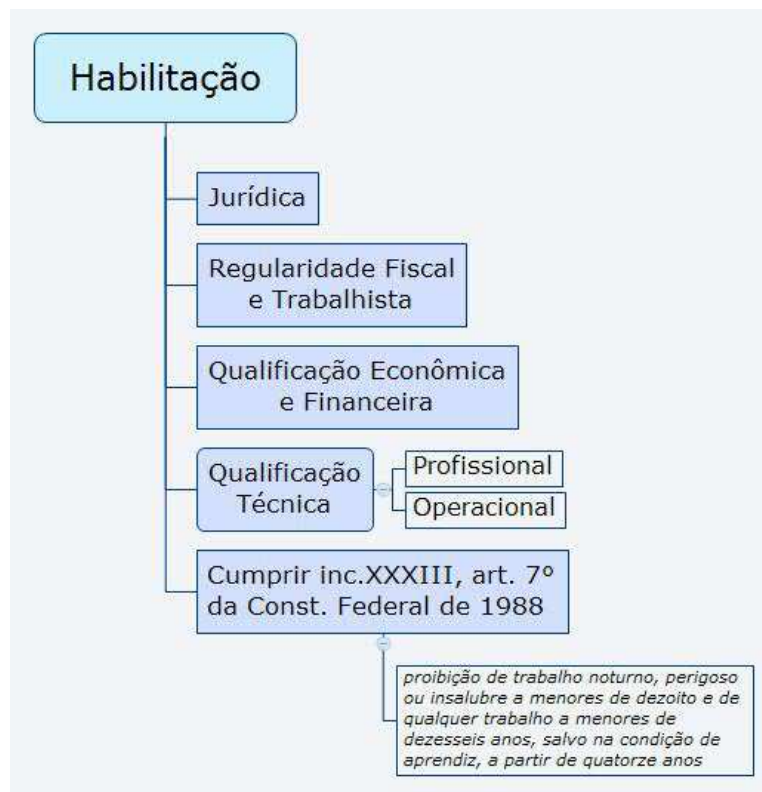 Habilitação
Jurídica
Regularidade Fiscal
e Trabalhista
Qualificação Econômica
e Financeira
Qualificação
Técnica
Profissional
Operacional
Cumprir inc.XXXIII, art. 7º
da Const. Federal de 1988
proibição de trabalho noturno, perigoso
ou insalubre a menores de dezoito e de
qualquer trabalho a menores de
dezesseis anos, salvo na condição de
aprendiz, a partir de quatorze anos